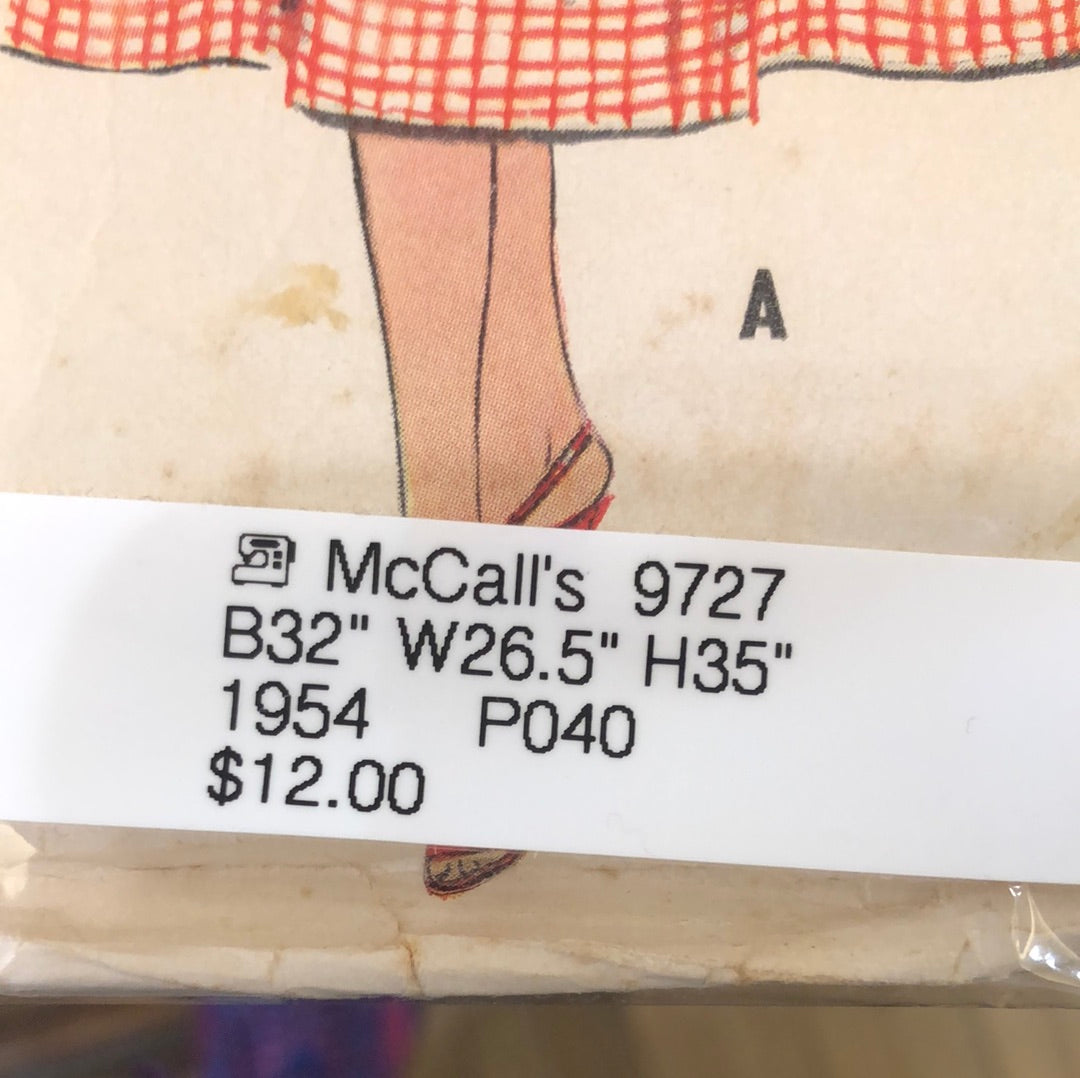 A
McCall's 9727
B32" W26.5" H35"
1954 P040
$12.00